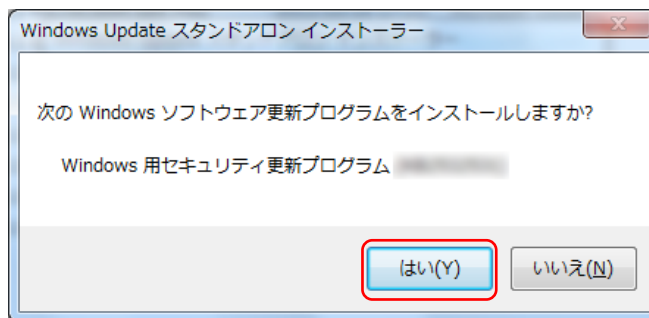 Windows Update スタンドアロン インストーラー
次の Windows ソフトウェア更新プログラムをインストールしますか?
Windows 用セキュリティ更新プログラム
はい(Y) いいえ(N)